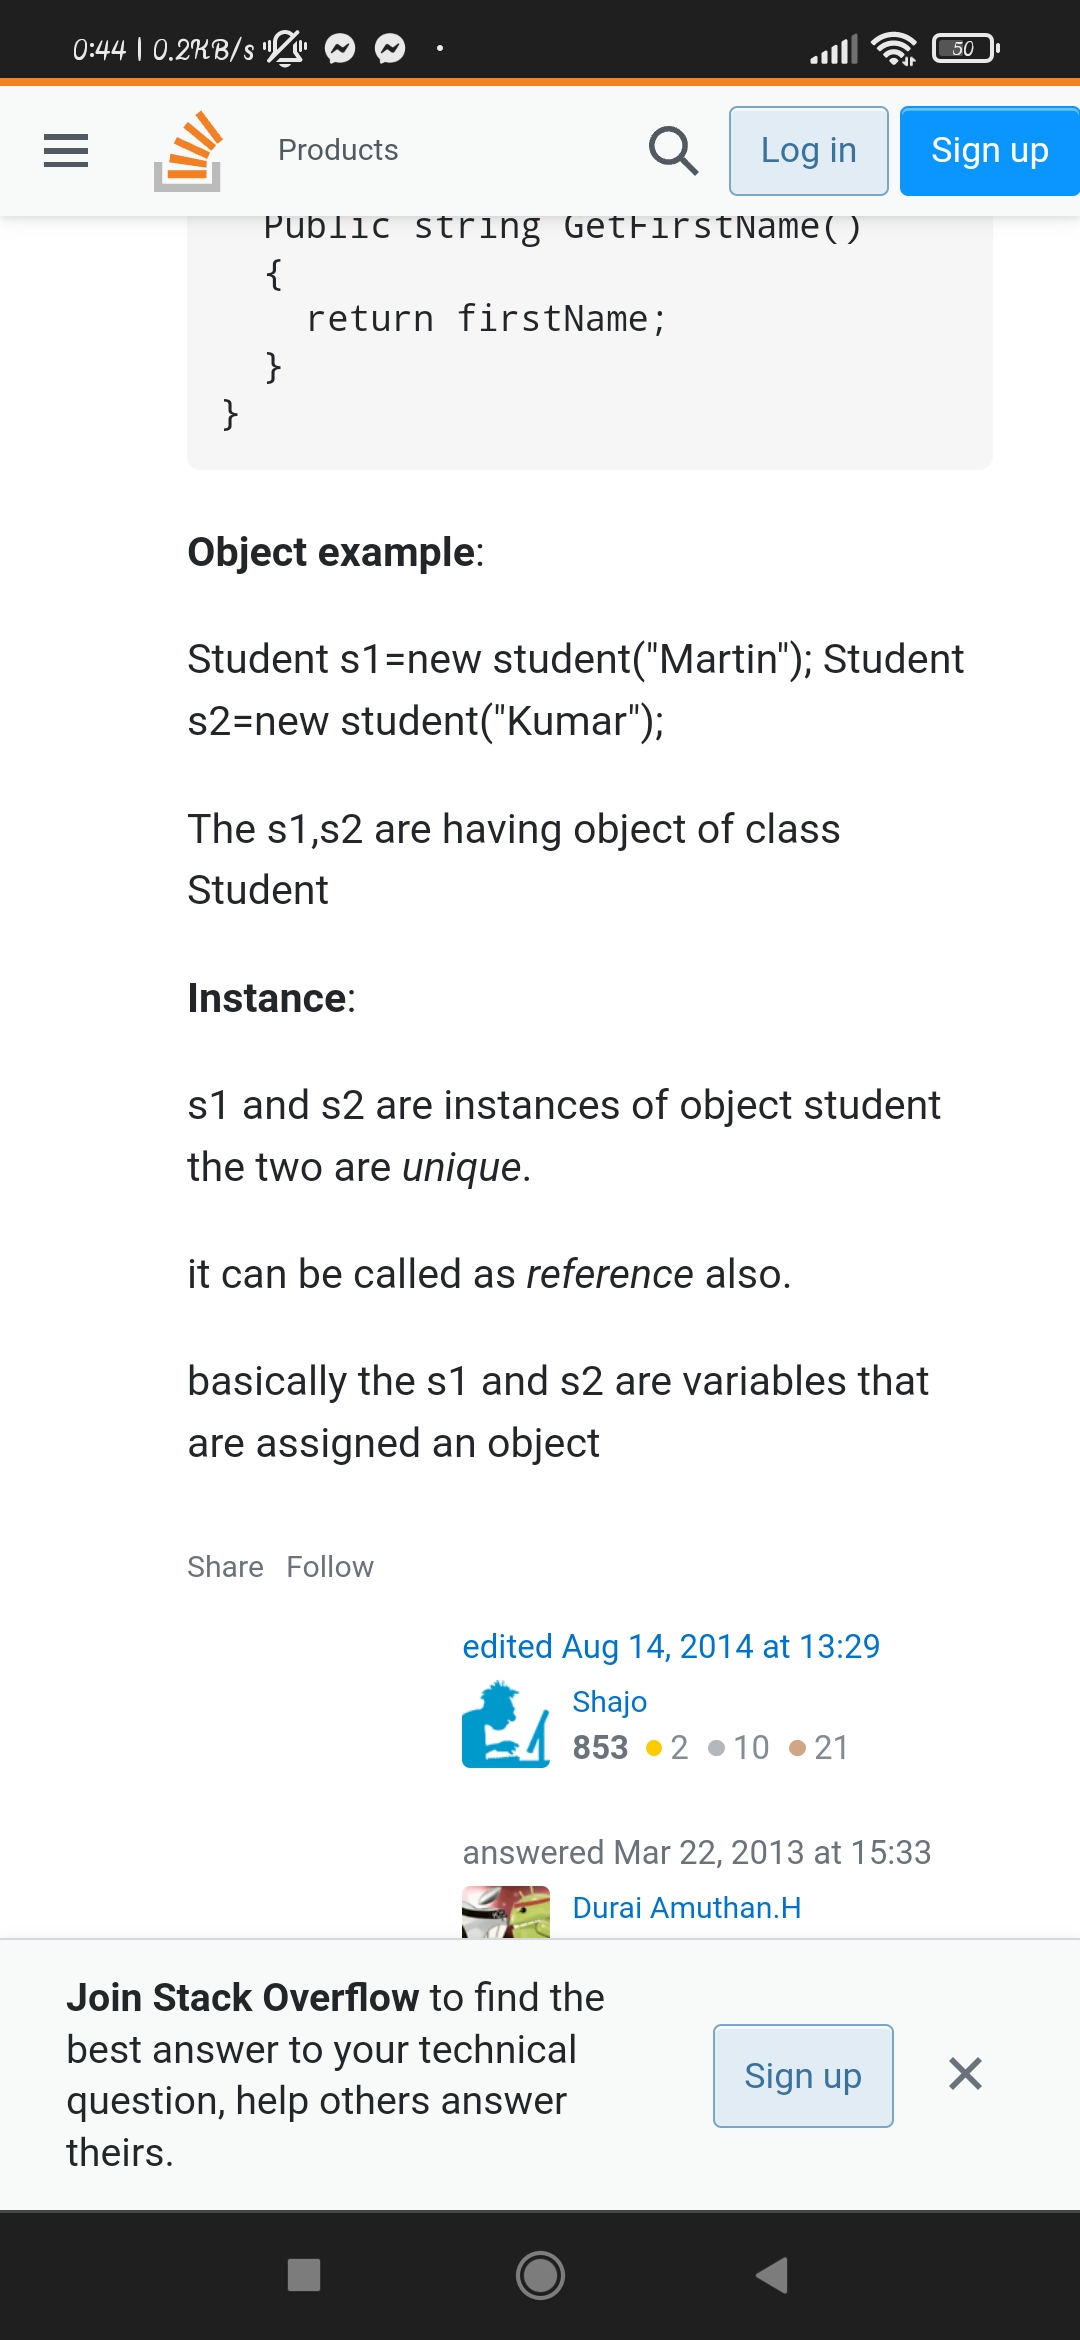 0:44 | 0.2KB/s
50
Products
Log in
Sign up
Public string GetFirstName()
{
return firstName;
}
}
Object example:
Student s1=new student("Martin"); Student
s2=new student("Kumar");
The s1,s2 are having object of class
Student
Instance:
s1 and s2 are instances of object student
the two are unique.
it can be called as reference also.
basically the s1 and s2 are variables that
are assigned an object
Share Follow
edited Aug 14, 2014 at 13:29
Shajo
853 2 10 21
answered Mar 22, 2013 at 15:33
Durai Amuthan.H
Join Stack Overflow to find the
best answer to your technical
question, help others answer
theirs.
Sign up